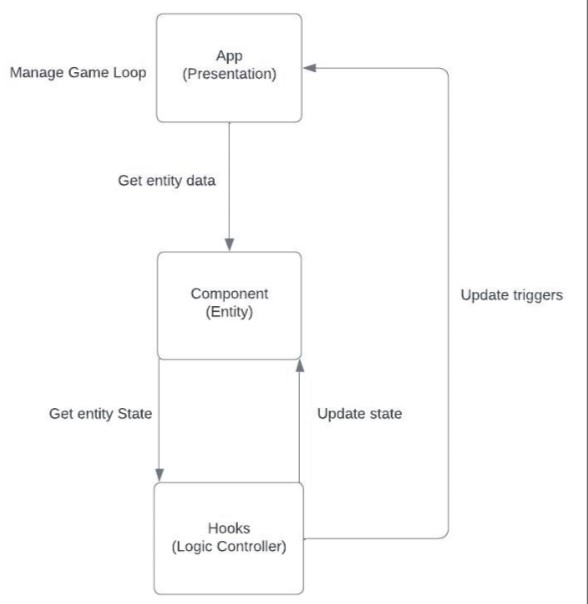 App
(Presentation)
Manage Game Loop
Get entity data
Component
(Entity)
Update triggers
Get entity State
Update state
Hooks
(Logic Controller)